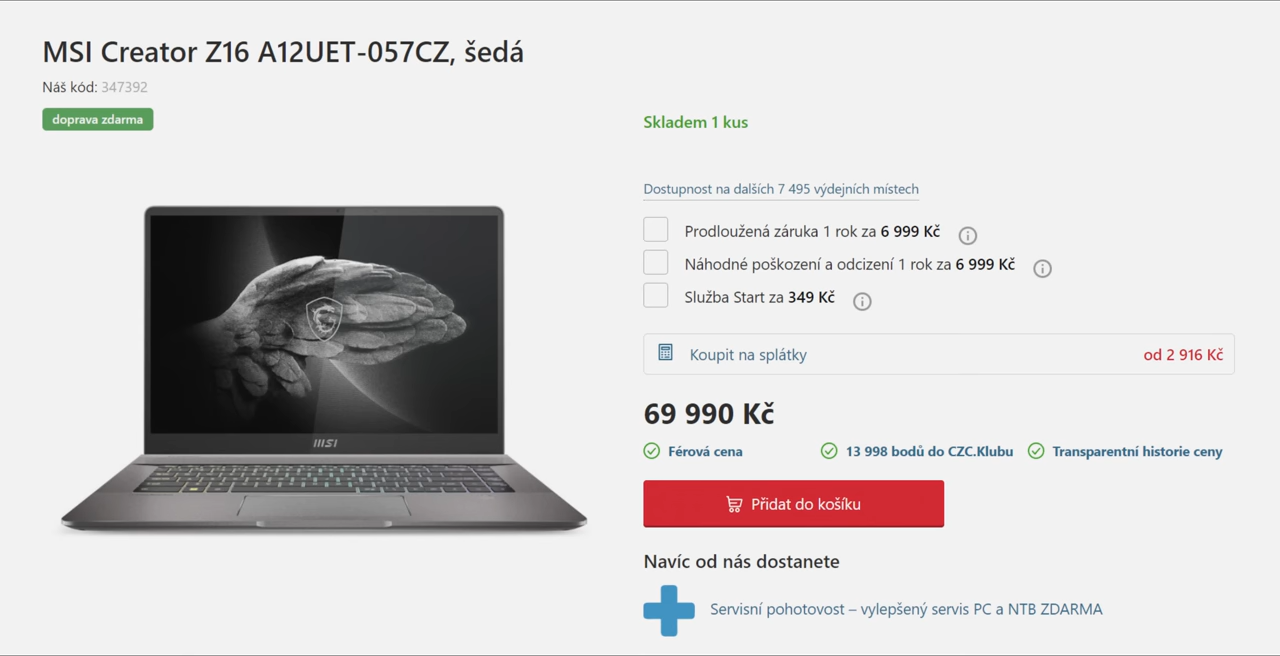 MSI Creator Z16 A12UET-057CZ, šedá
Náš kód: 347392
doprava zdarma
Skladem 1 kus
Dostupnost na dalších 7 495 výdejních místech
Prodloužená záruka 1 rok za 6 999 Kč
Náhodné poškození a odcizení 1 rok za 6 999 Kč
Služba Start za 349 Kč
Koupit na splátky od 2 916 Kč
69 990 Kč
Férová cena 13 998 bodů do CZC.Klubu Transparentní historie ceny
Přidat do košíku
Navíc od nás dostanete
Servisní pohotovost – vylepšený servis PC a NTB ZDARMA
msi